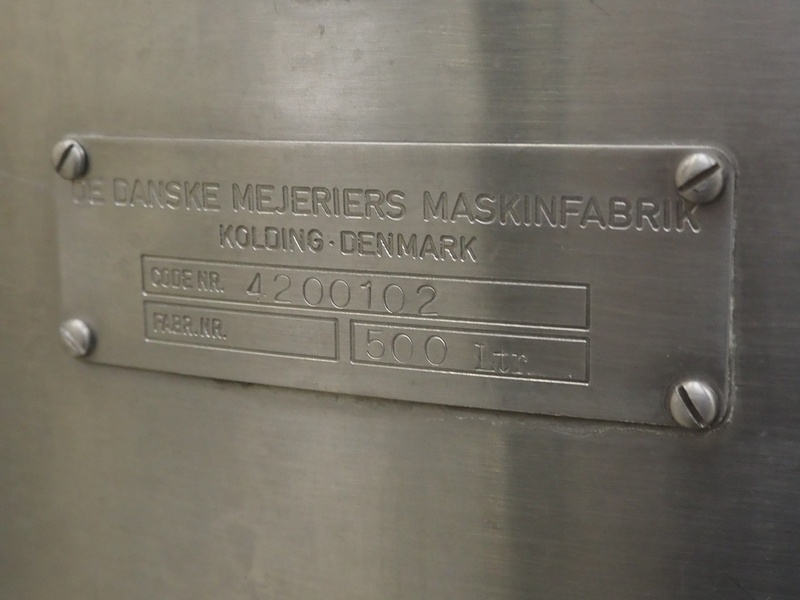 DE DANSKE MEJERIERS MASKINFABRIK
KOLDING · DENMARK
CODE NR. 4200102
FABR.NR.
500 Ltr.